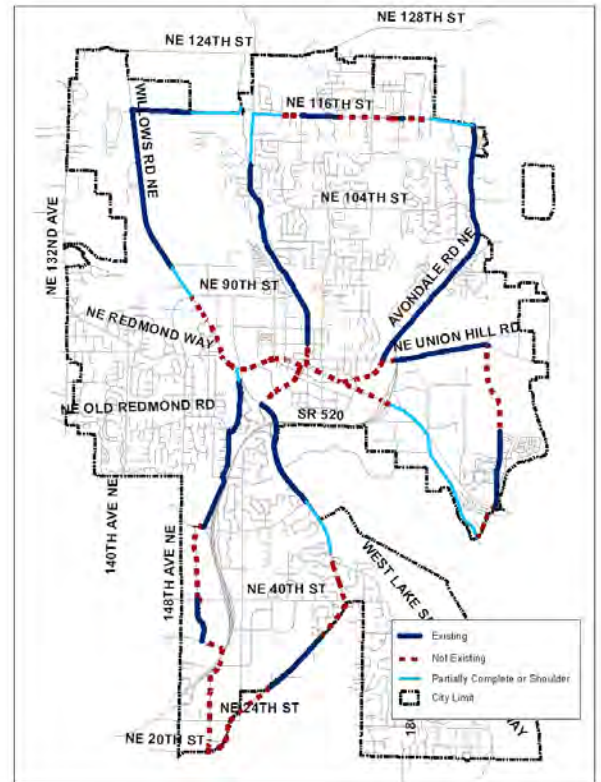 NE 128TH ST
NE 124TH ST
WILLOWS RD NE
NE 116TH ST
NE 104TH ST
NE 132ND AVE
AVONDALE RD NE
NE 90TH ST
NE REDMOND WAY
NE UNION HILL RD
OLD REDMOND RD
SR 520
140TH AVE NE
148TH AVE NE
WEST LAKE
NE 40TH ST
Existing
Not Existing
Partially Complete or Shoulder
City Limit
NE 24TH ST
NE 20TH ST